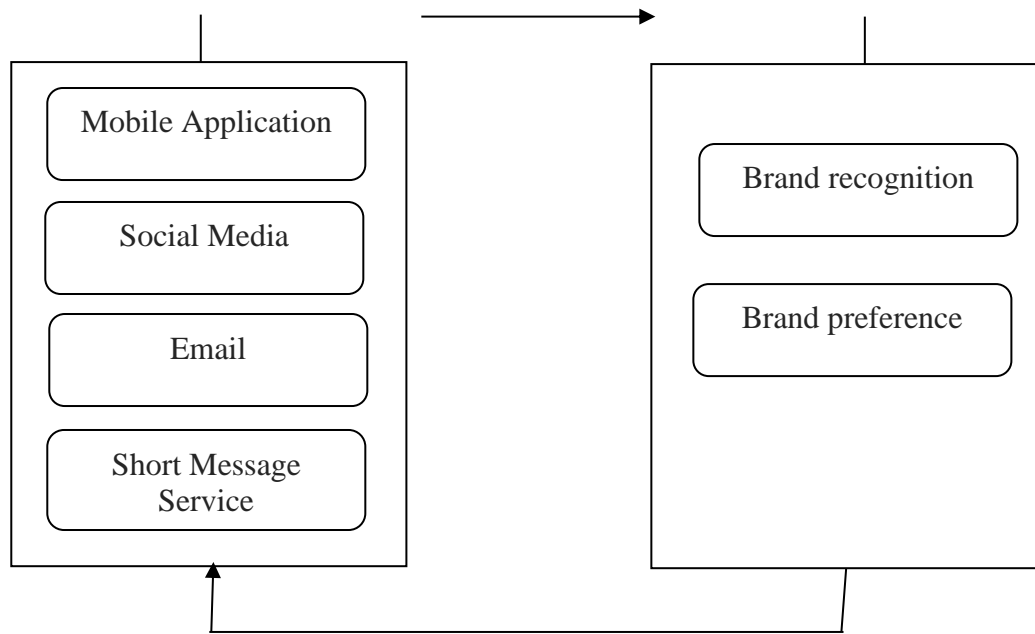 Mobile Application
Social Media
Email
Short Message
Service
Brand recognition
Brand preference